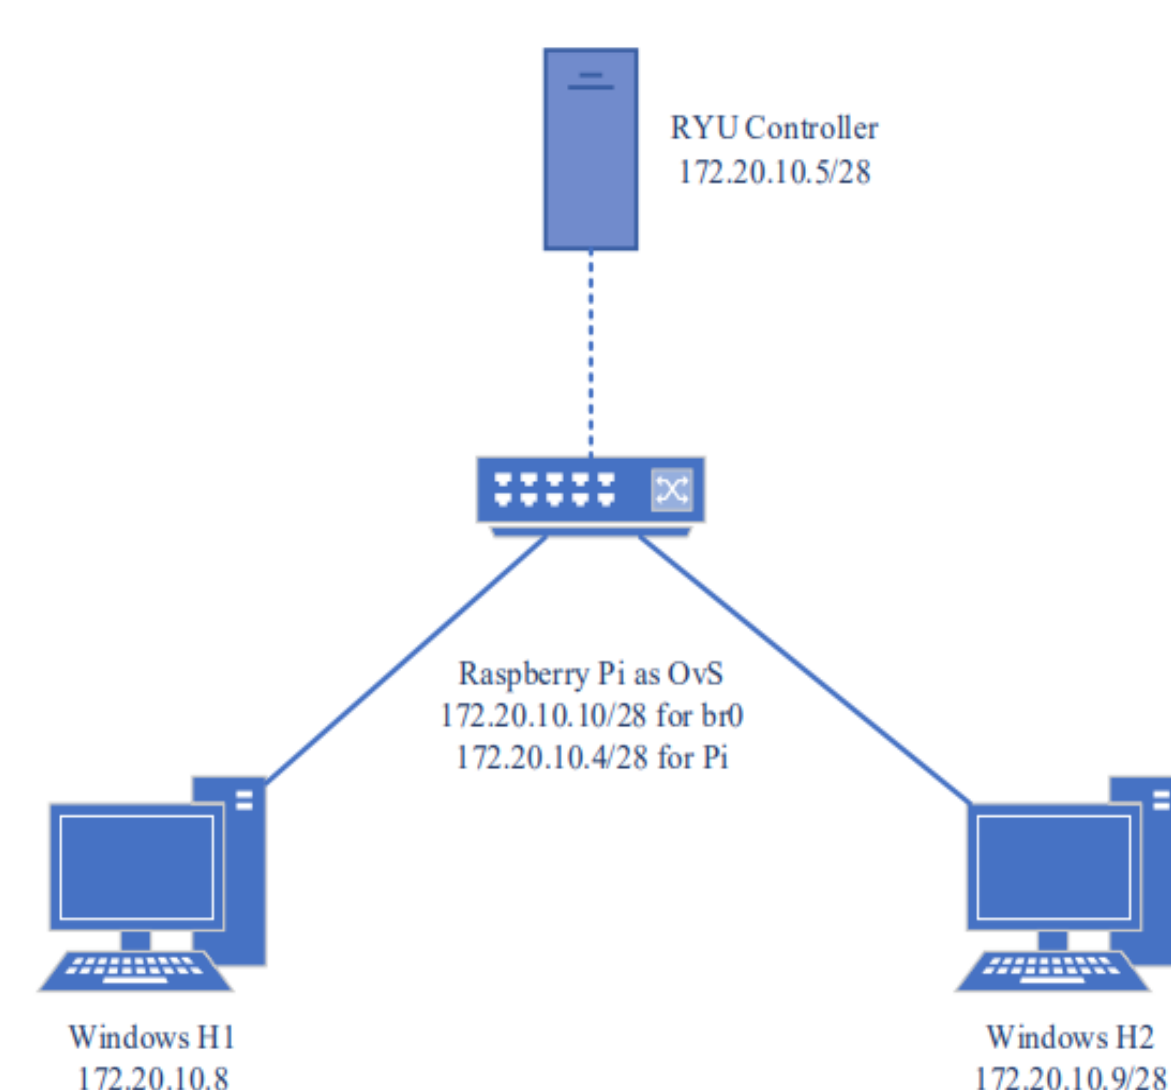 RYU Controller
172.20.10.5/28
Raspberry Pi as OvS
172.20.10.10/28 for br0
172.20.10.4/28 for Pi
Windows H1
172.20.10.8
Windows H2
172.20.10.9/28